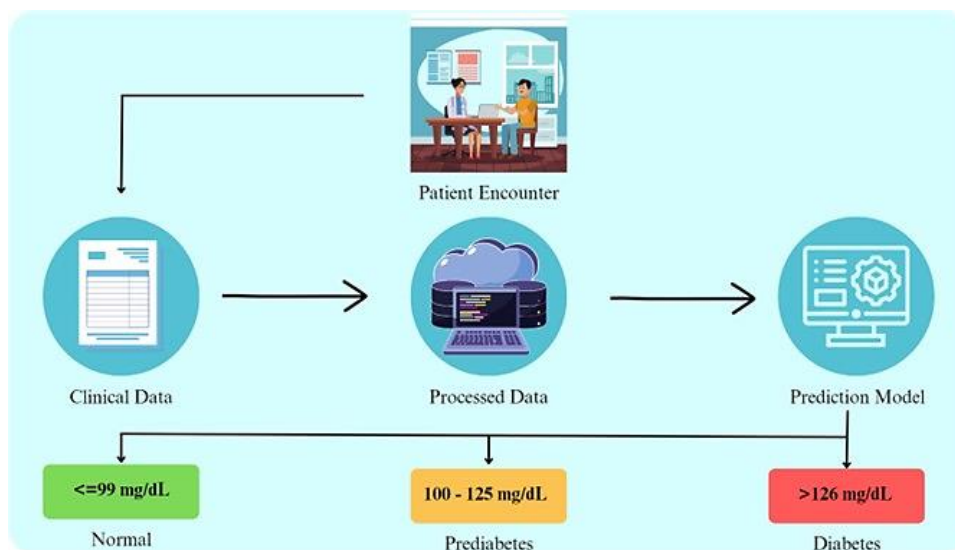 Patient Encounter
Clinical Data
Processed Data
Prediction Model
<=99 mg/dL
100 - 125 mg/dL
>126 mg/dL
Normal
Prediabetes
Diabetes